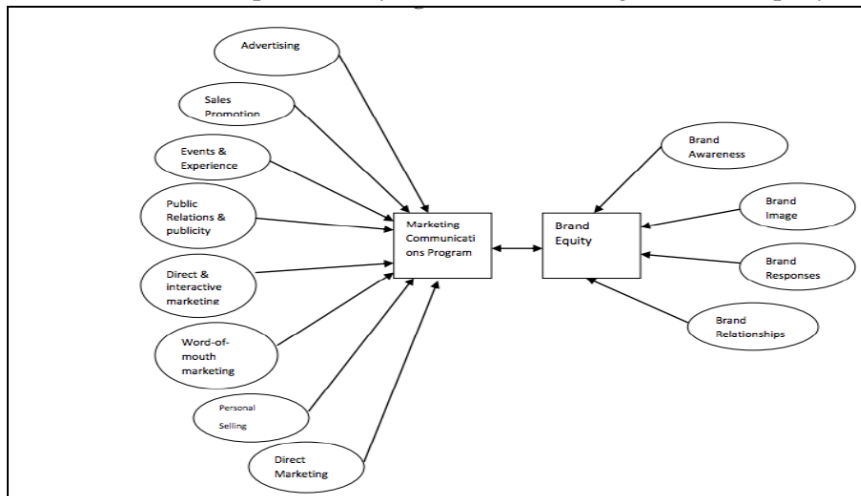 Advertising
Sales
Promotion
Events &
Experience
Public
Relations &
publicity
Direct &
interactive
marketing
Word-of-
mouth
marketing
Personal
Selling
Direct
Marketing
Marketing
Communicati
ons Program
Brand
Equity
Brand
Awareness
Brand
Image
Brand
Responses
Brand
Relationships